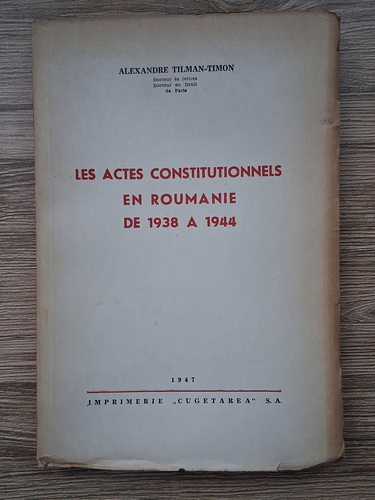 ALEXANDRE TILMAN-TIMON
Docteur ès lettres
Docteur en Droit
de Paris
LES ACTES CONSTITUTIONNELS
EN ROUMANIE
DE 1938 A 1944
1947
IMPRIMERIE „CUGETAREA" S.A.